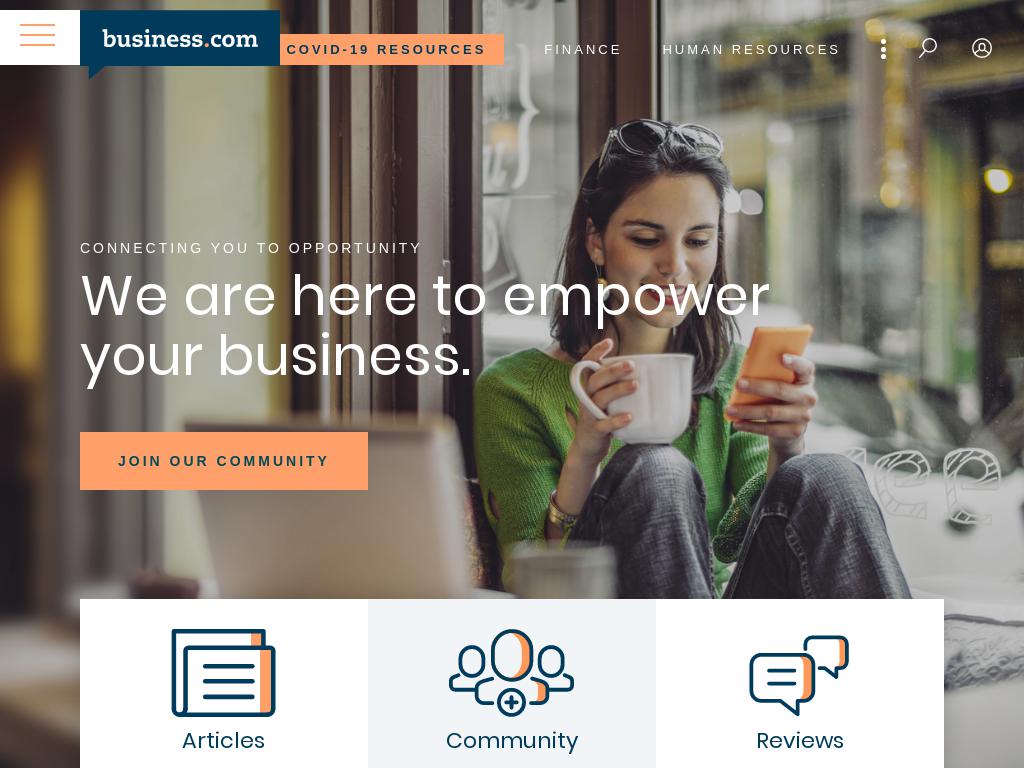 business.com
COVID-19 RESOURCES
FINANCE
HUMAN RESOURCES
CONNECTING YOU TO OPPORTUNITY
We are here to empower
your business.
JOIN OUR COMMUNITY
Articles
Community
Reviews